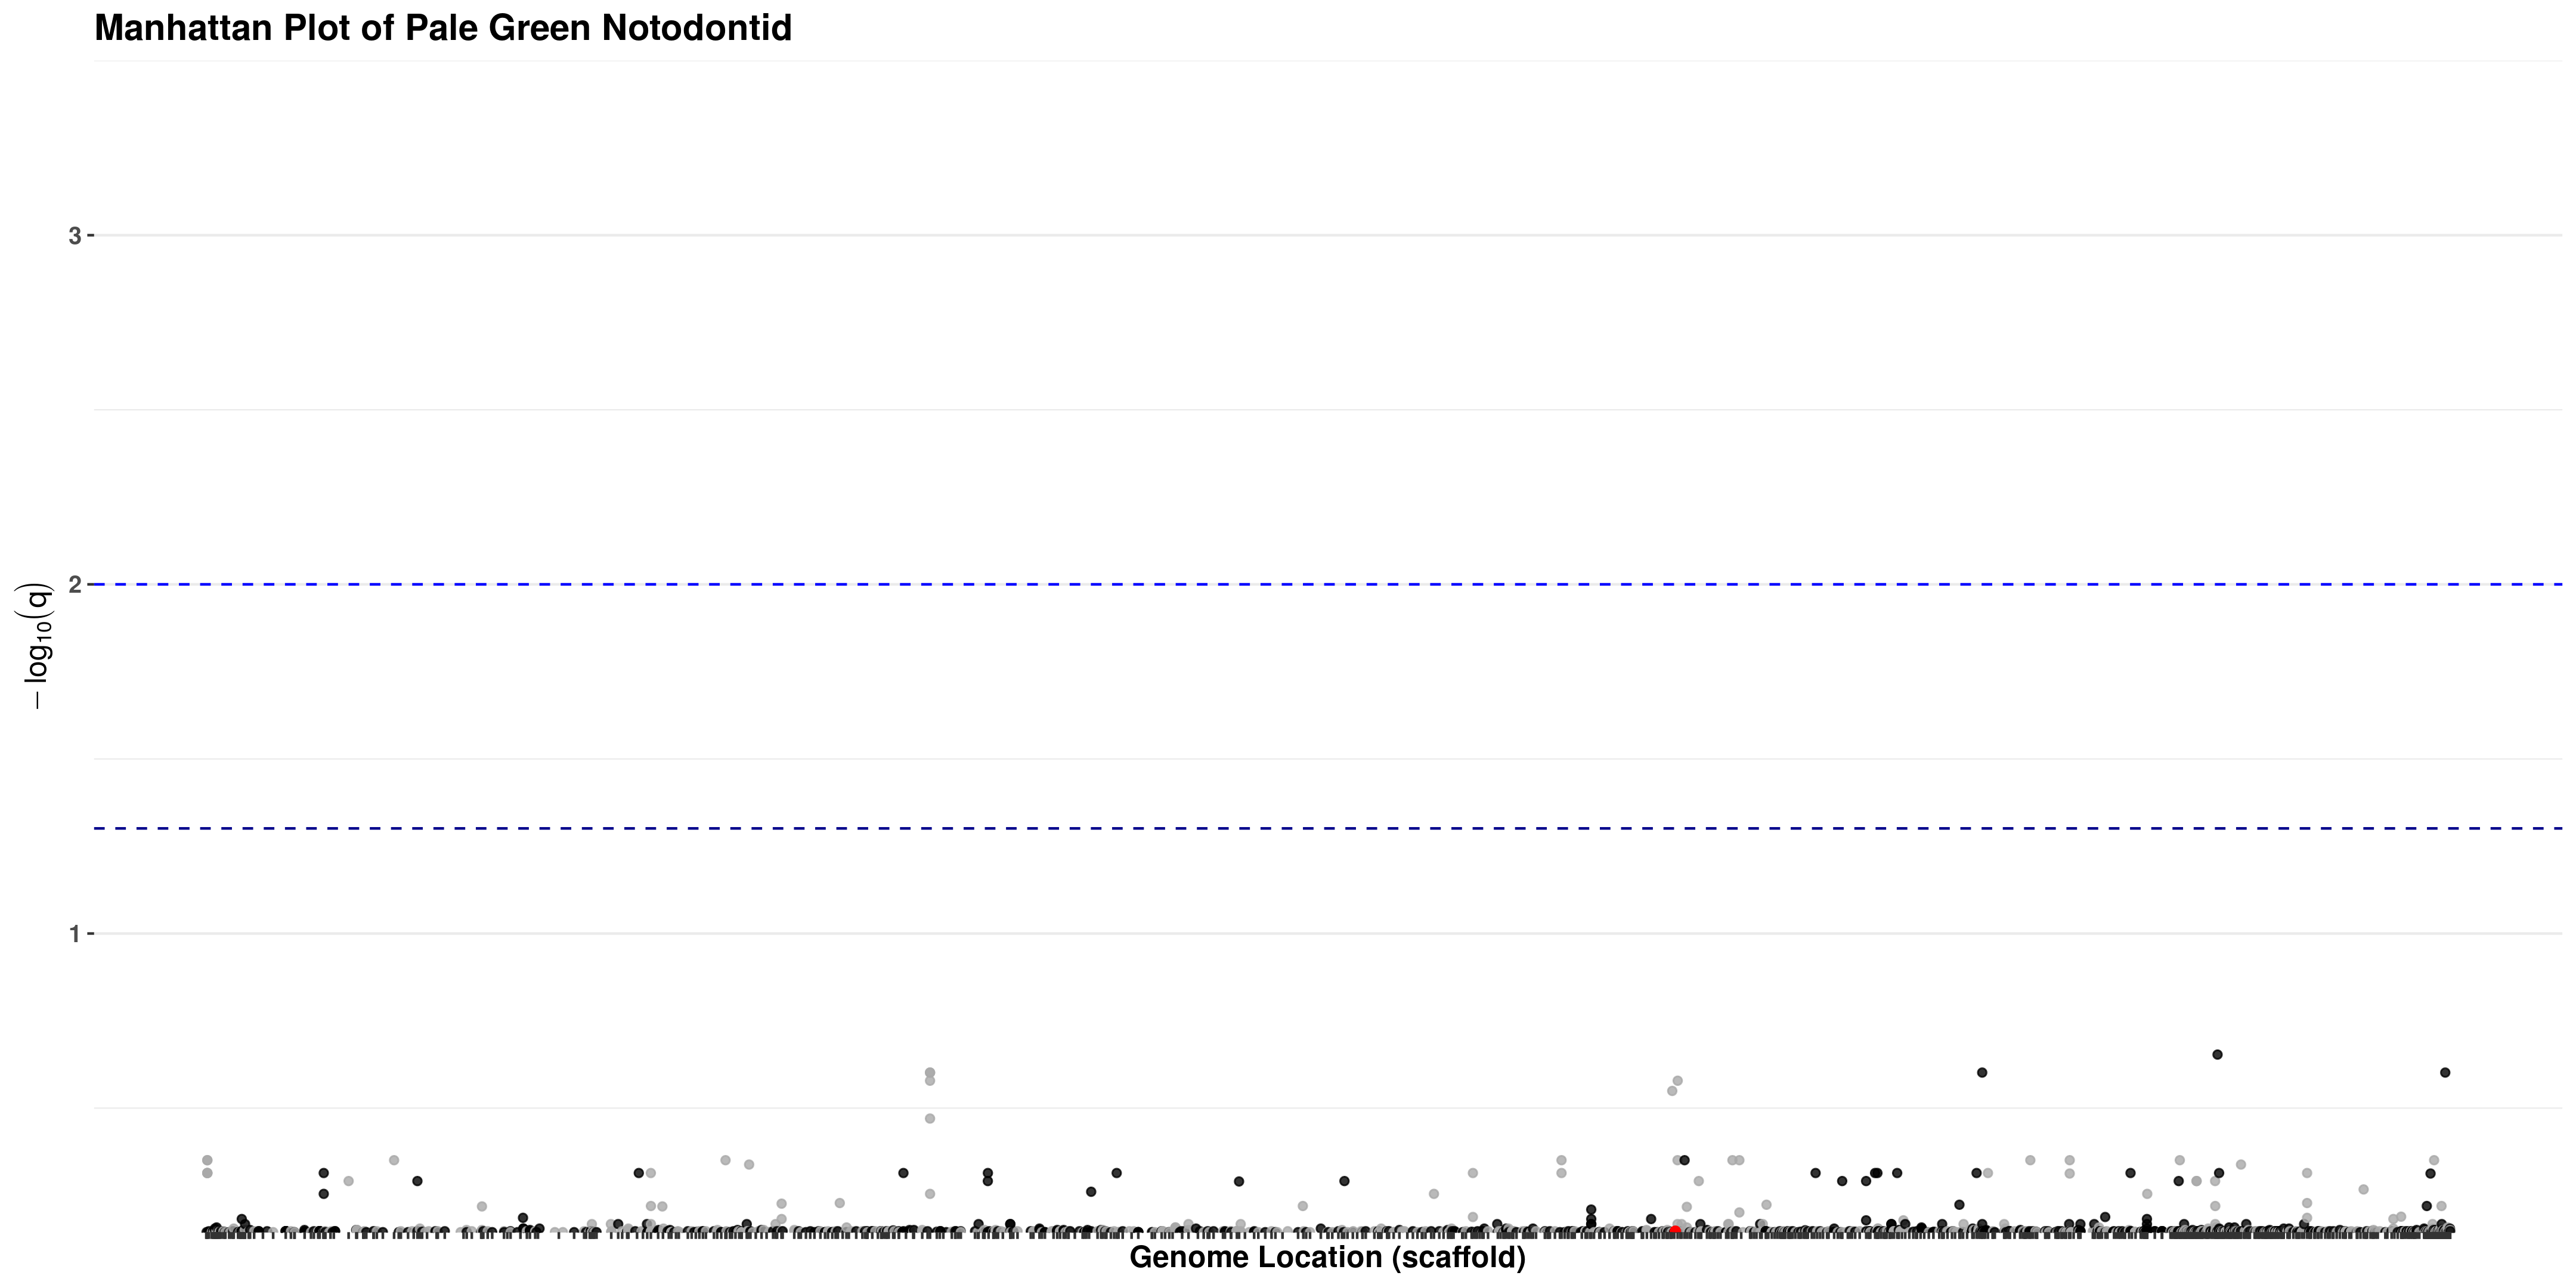 Manhattan Plot of Pale Green Notodontid
3
2
1
−log₁₀(q)
Genome Location (scaffold)